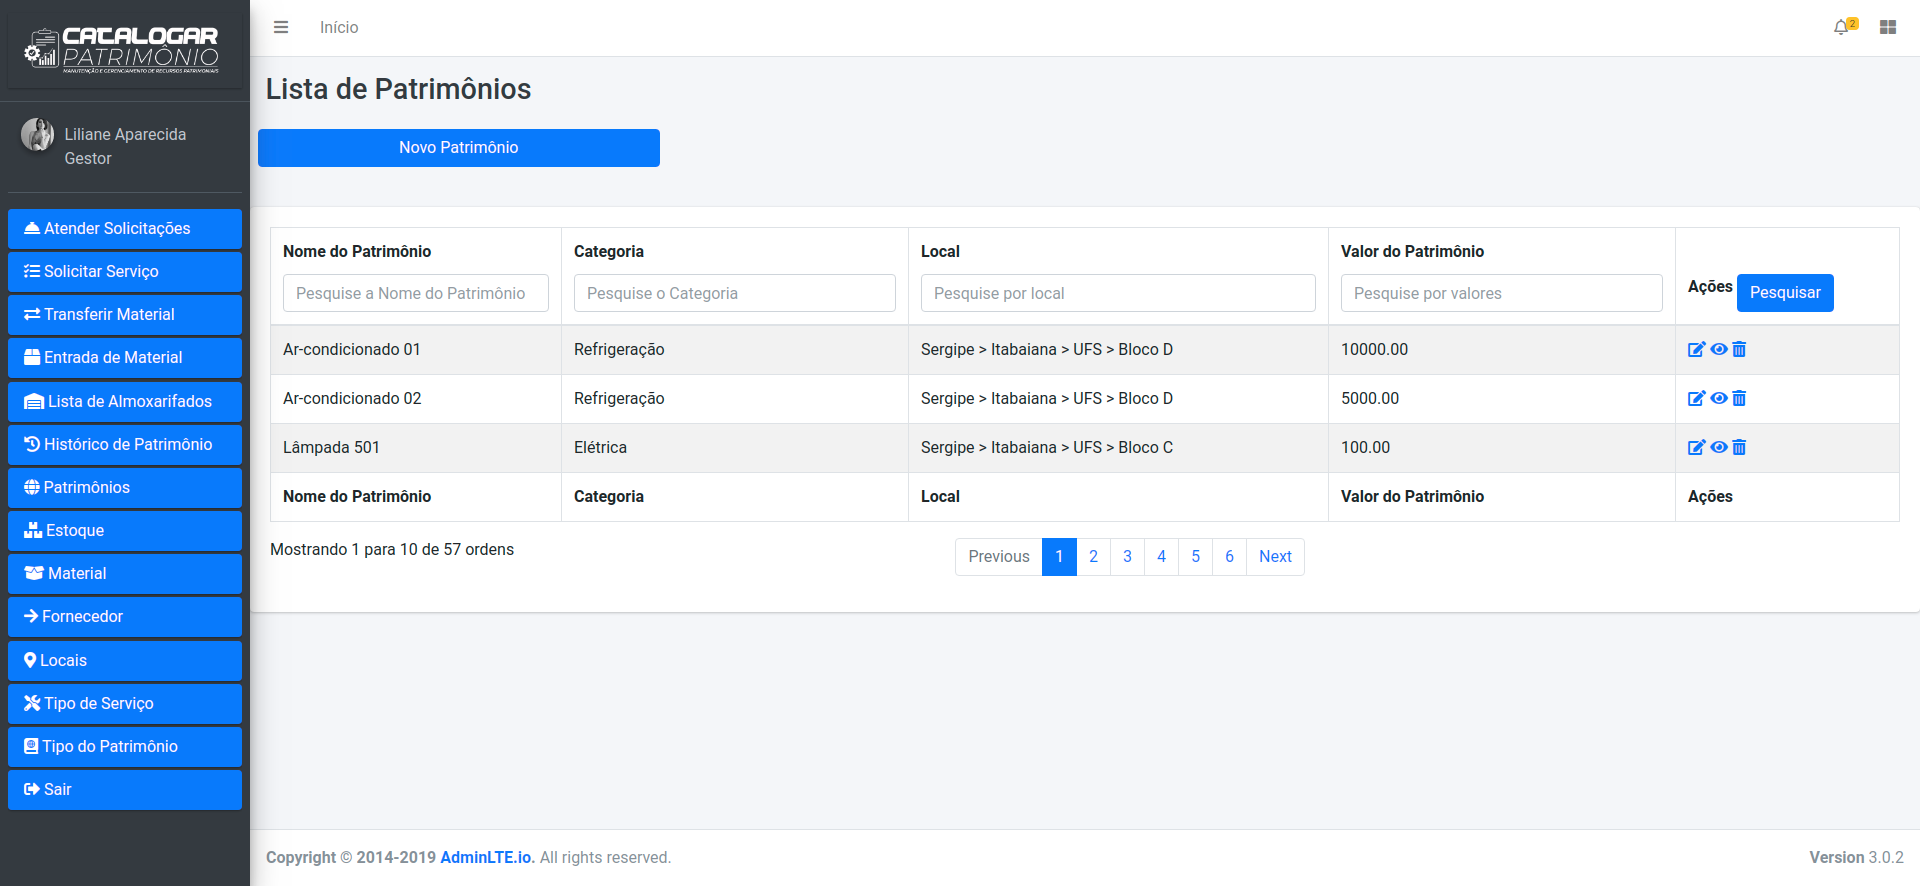 CATALOGAR
PATRIMÔNIO
MANUTENÇÃO E GERENCIAMENTO DE RECURSOS PATRIMONIAIS
Liliane Aparecida
Gestor
Atender Solicitações
Solicitar Serviço
Transferir Material
Entrada de Material
Lista de Almoxarifados
Histórico de Patrimônio
Patrimônios
Estoque
Material
Fornecedor
Locais
Tipo de Serviço
Tipo do Patrimônio
Sair
Início
2
Lista de Patrimônios
Novo Patrimônio
Nome do Patrimônio Categoria Local Valor do Patrimônio
Pesquise a Nome do Patrimônio Pesquise o Categoria Pesquise por local Pesquise por valores Ações Pesquisar
Ar-condicionado 01 Refrigeração Sergipe > Itabaiana > UFS > Bloco D 10000.00
Ar-condicionado 02 Refrigeração Sergipe > Itabaiana > UFS > Bloco D 5000.00
Lâmpada 501 Elétrica Sergipe > Itabaiana > UFS > Bloco C 100.00
Nome do Patrimônio Categoria Local Valor do Patrimônio Ações
Mostrando 1 para 10 de 57 ordens
Previous 1 2 3 4 5 6 Next
Copyright © 2014-2019 AdminLTE.io. All rights reserved.
Version 3.0.2